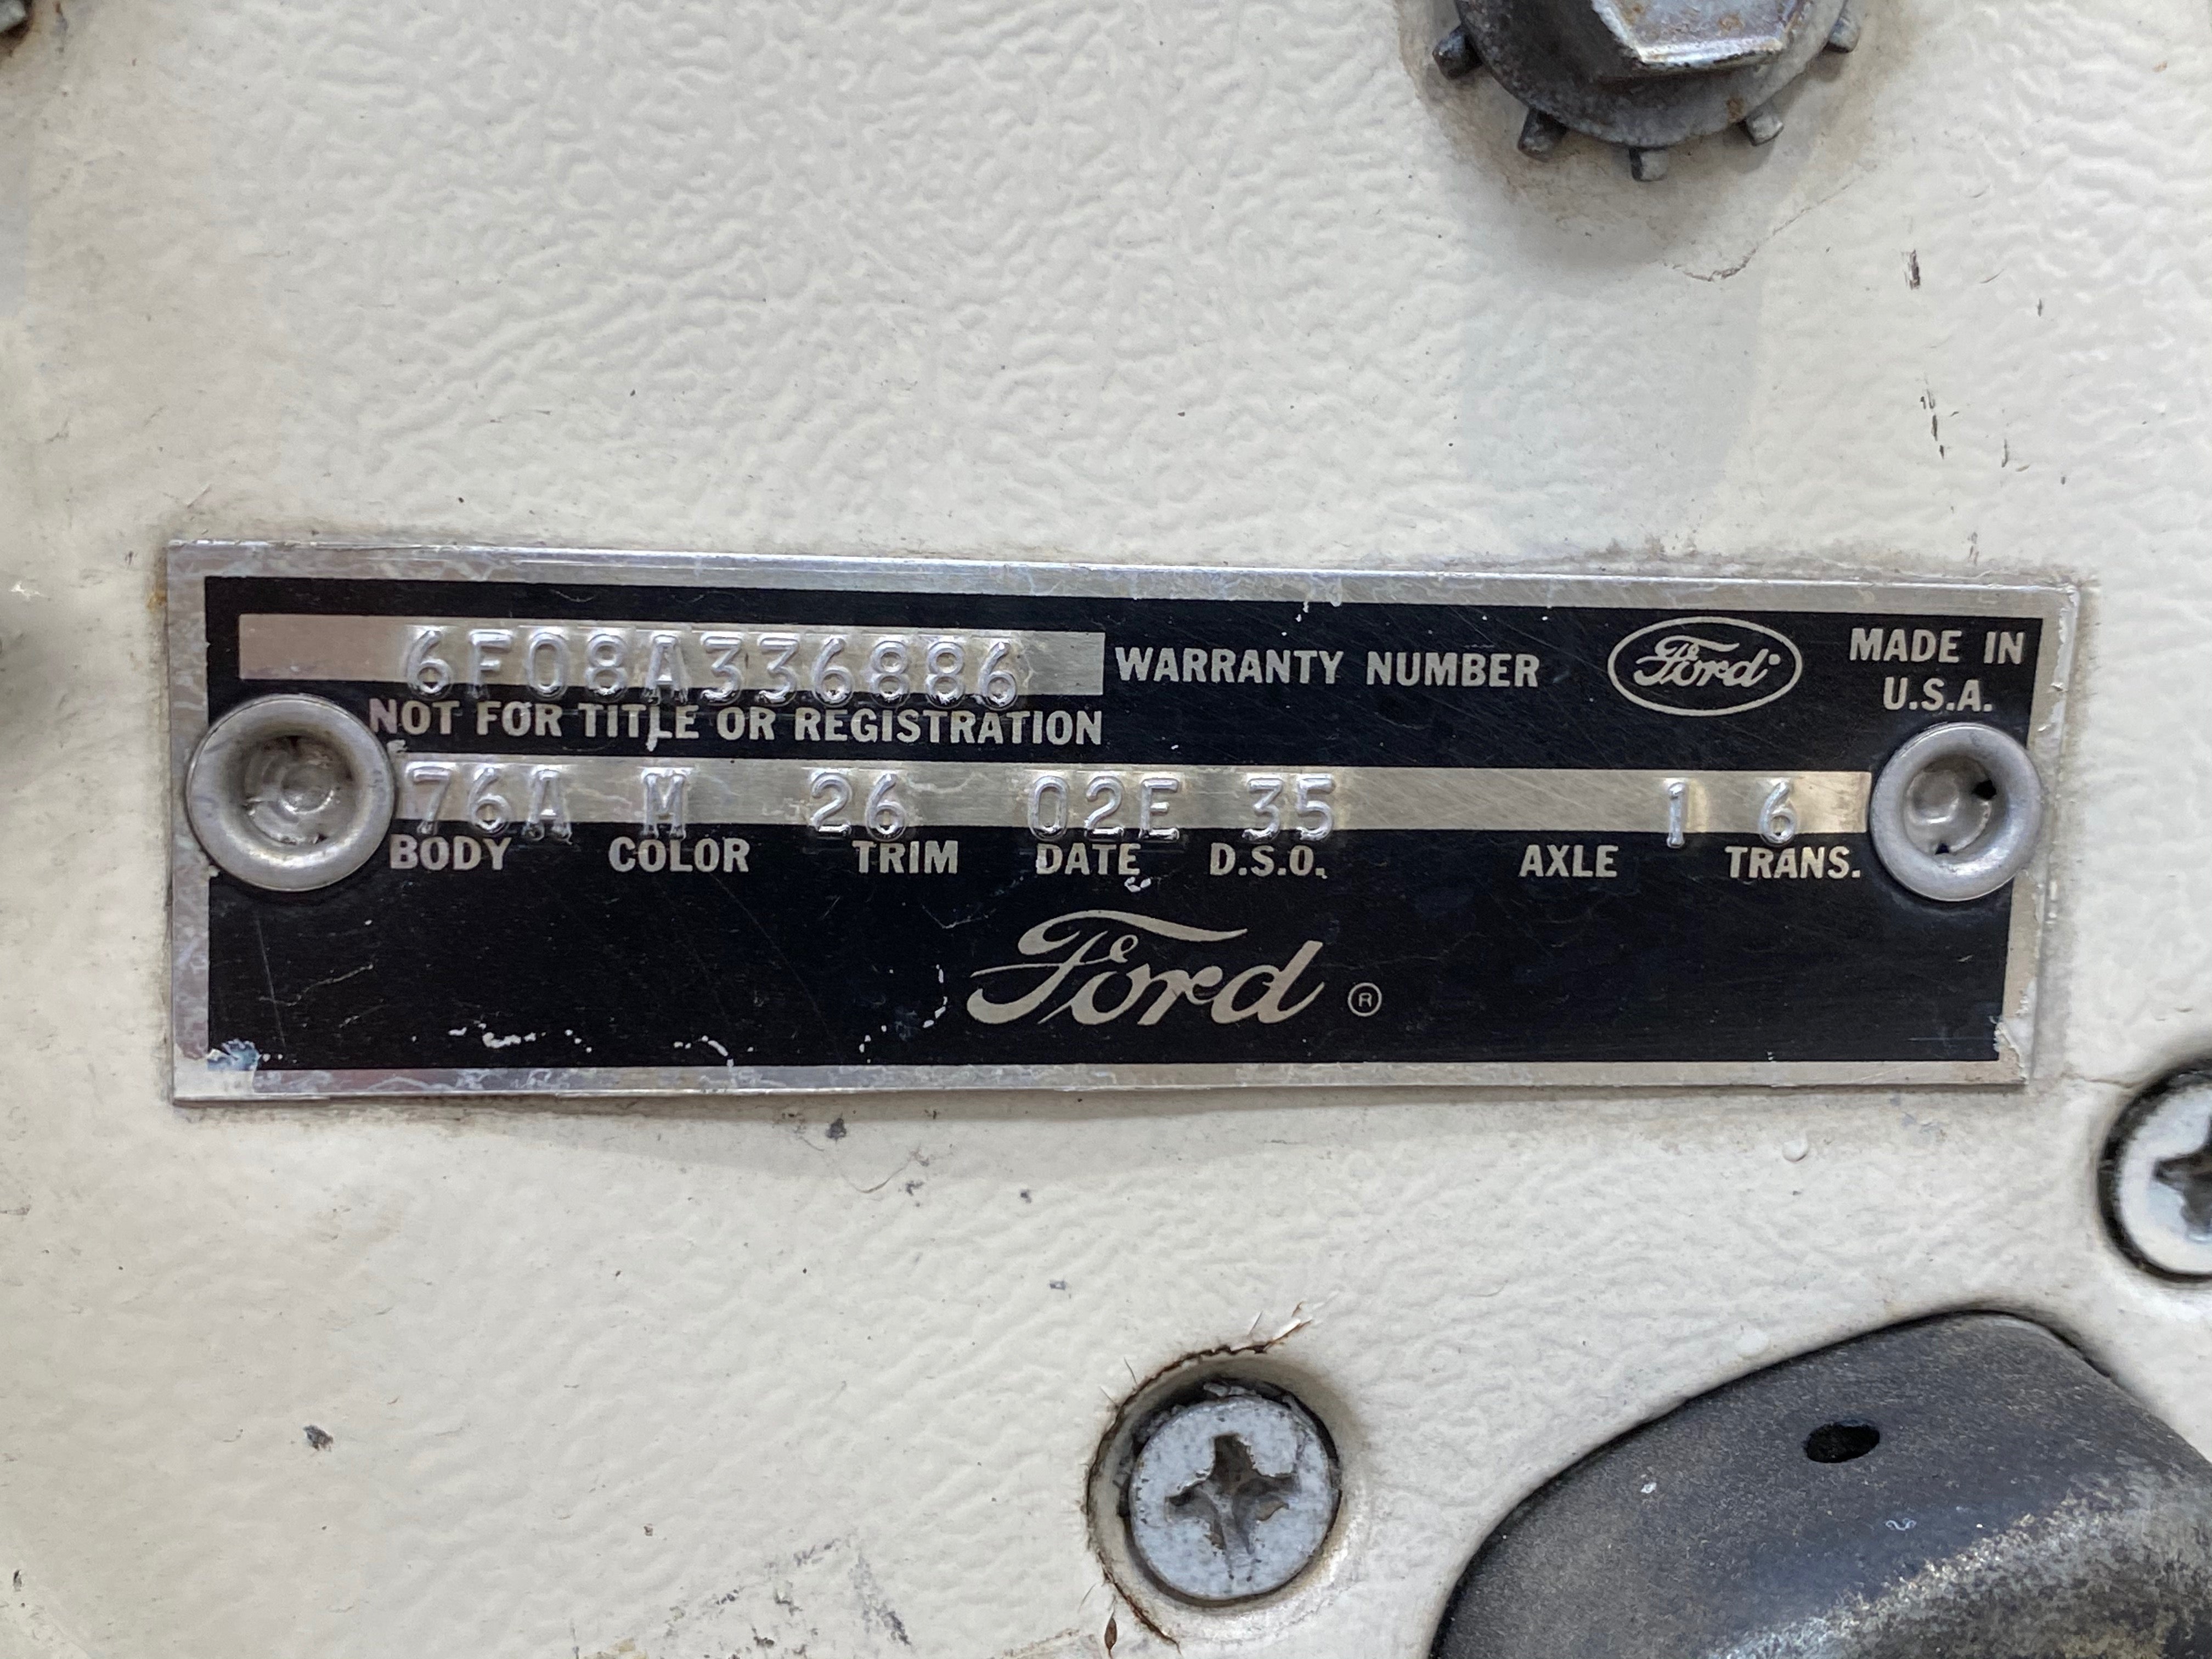 6F08A336886 WARRANTY NUMBER Ford MADE IN
U.S.A.
NOT FOR TITLE OR REGISTRATION
76A M 26 02E 35 1 6
BODY COLOR TRIM DATE D.S.O. AXLE TRANS.
Ford ®